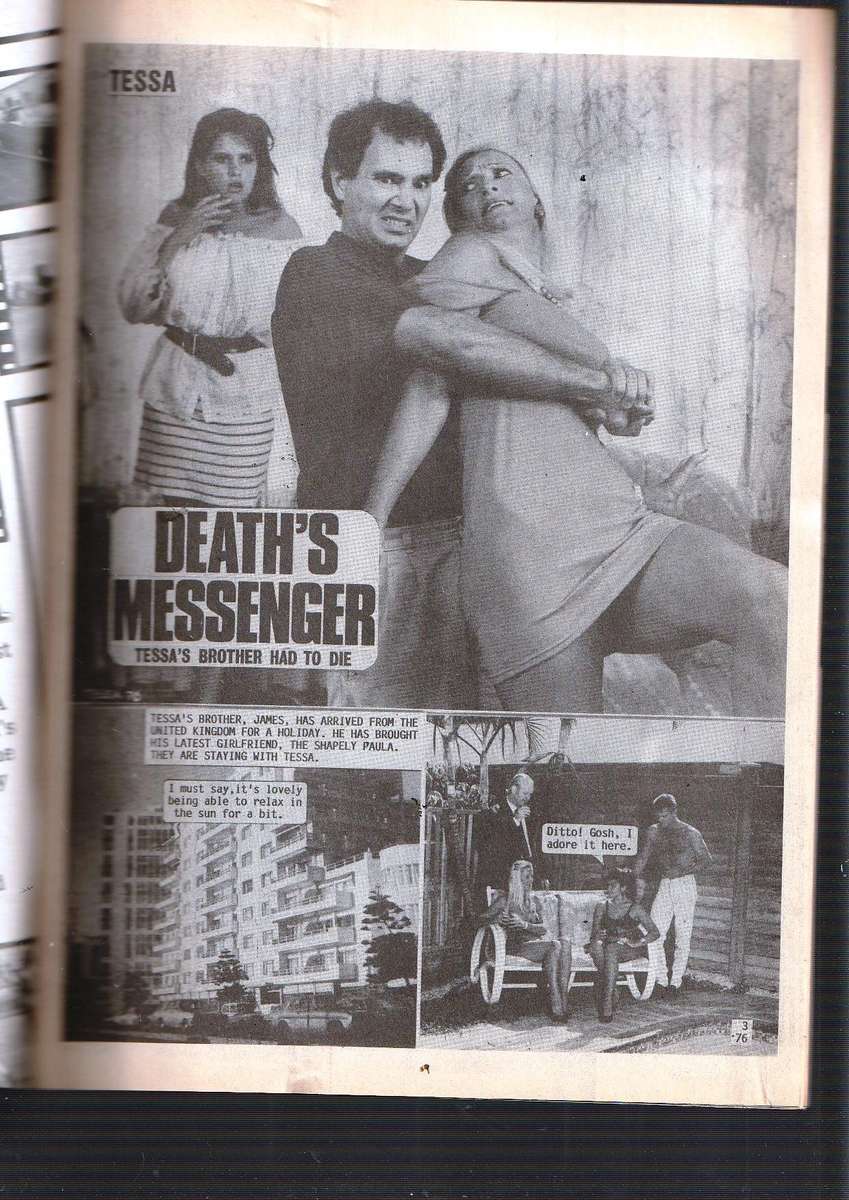 TESSA
DEATH'S
MESSENGER
TESSA'S BROTHER HAD TO DIE
TESSA'S BROTHER, JAMES, HAS ARRIVED FROM THE
UNITED KINGDOM FOR A HOLIDAY. HE HAS BROUGHT
HIS LATEST GIRLFRIEND, THE SHAPELY PAULA.
THEY ARE STAYING WITH TESSA.
I must say,it's lovely
being able to relax in
the sun for a bit.
Ditto! Gosh, I
adore it here.
3
76